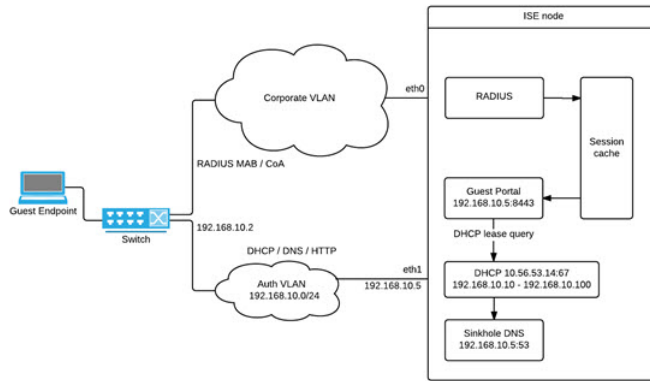 ISE node
eth0
Corporate VLAN
RADIUS
Session
cache
RADIUS MAB / CoA
Guest Endpoint
Switch
192.168.10.2
Guest Portal
192.168.10.5:8443
DHCP lease query
DHCP / DNS / HTTP
eth1
192.168.10.5
Auth VLAN
192.168.10.0/24
DHCP 10.56.53.14:67
192.168.10.10 - 192.168.10.100
Sinkhole DNS
192.168.10.5:53